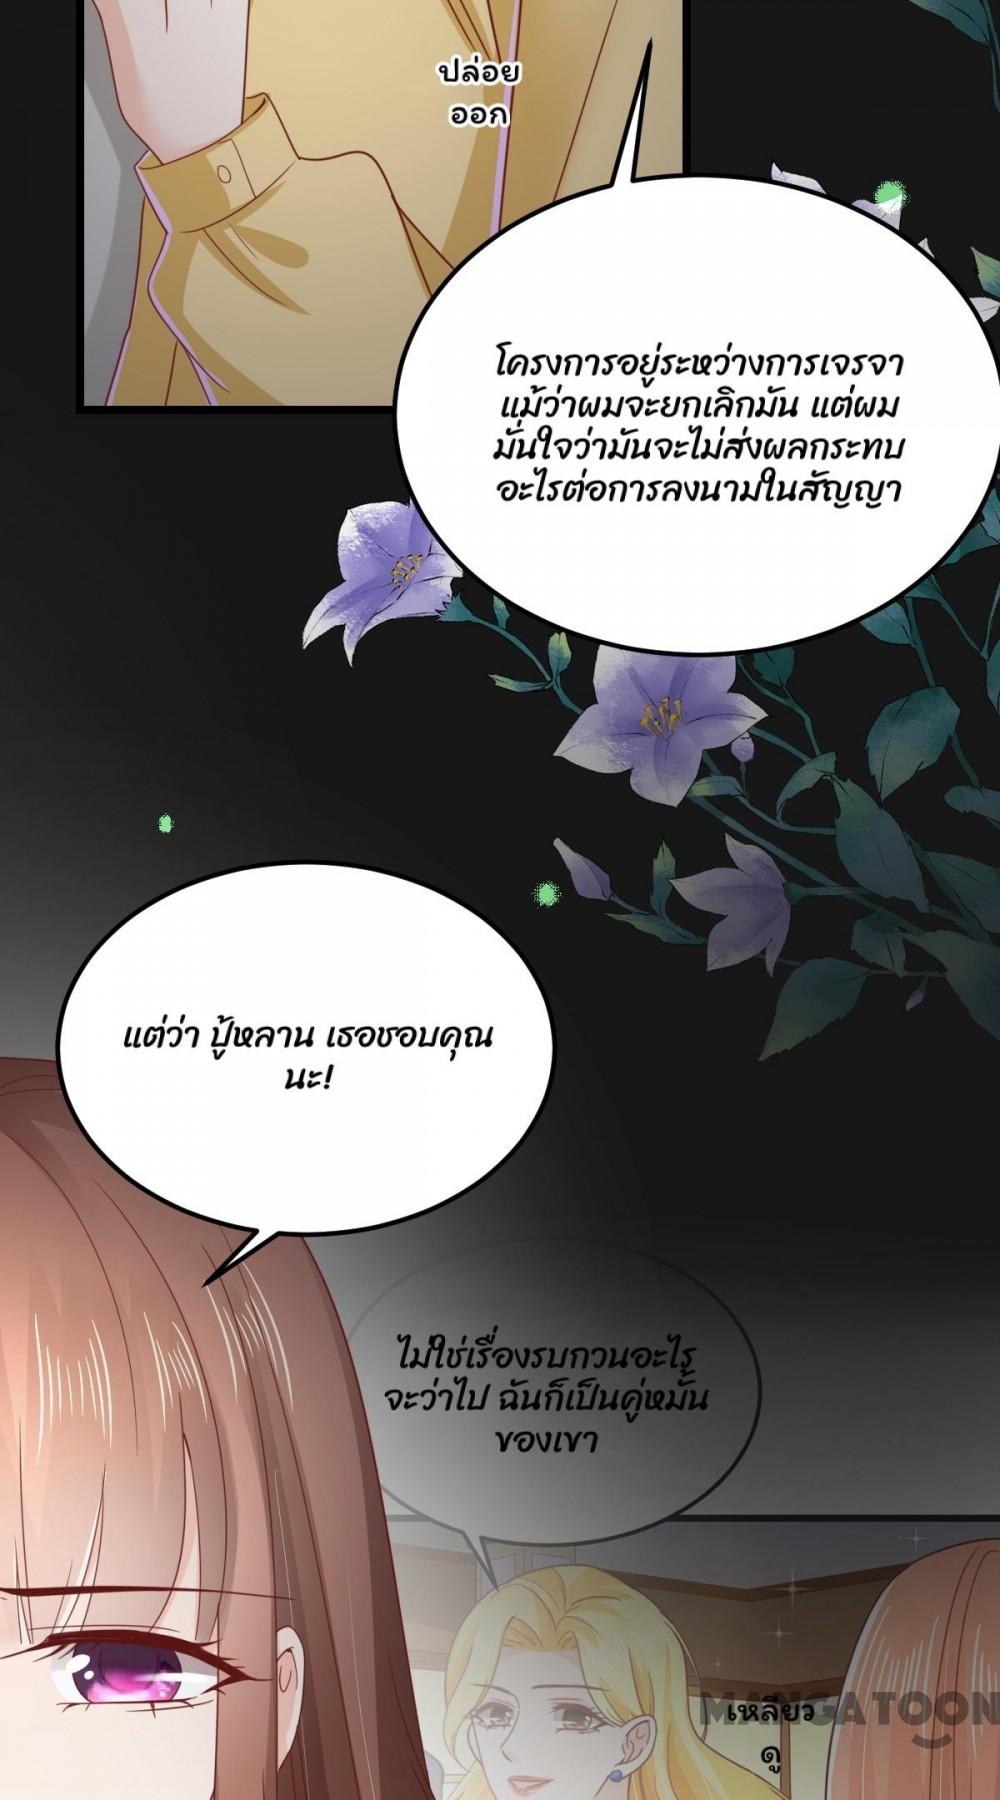 ปล่อย
ออก
โครงการอยู่ระหว่างการเจรจา
แม้ว่าผมจะยกเลิกมัน แต่ผม
มั่นใจว่ามันจะไม่ส่งผลกระทบ
อะไรต่อการลงนามในสัญญา
แต่ว่า ปู้หลาน เธอชอบคุณ
นะ!
ไม่ใช่เรื่องรบกวนอะไร
จะว่าไป ฉันก็เป็นคู่หมั้น
ของเขา
เหลียว
ดู
MANGATOON